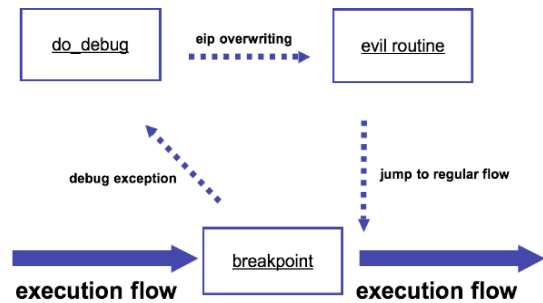 do_debug
eip overwriting
evil routine
debug exception
jump to regular flow
breakpoint
execution flow
execution flow